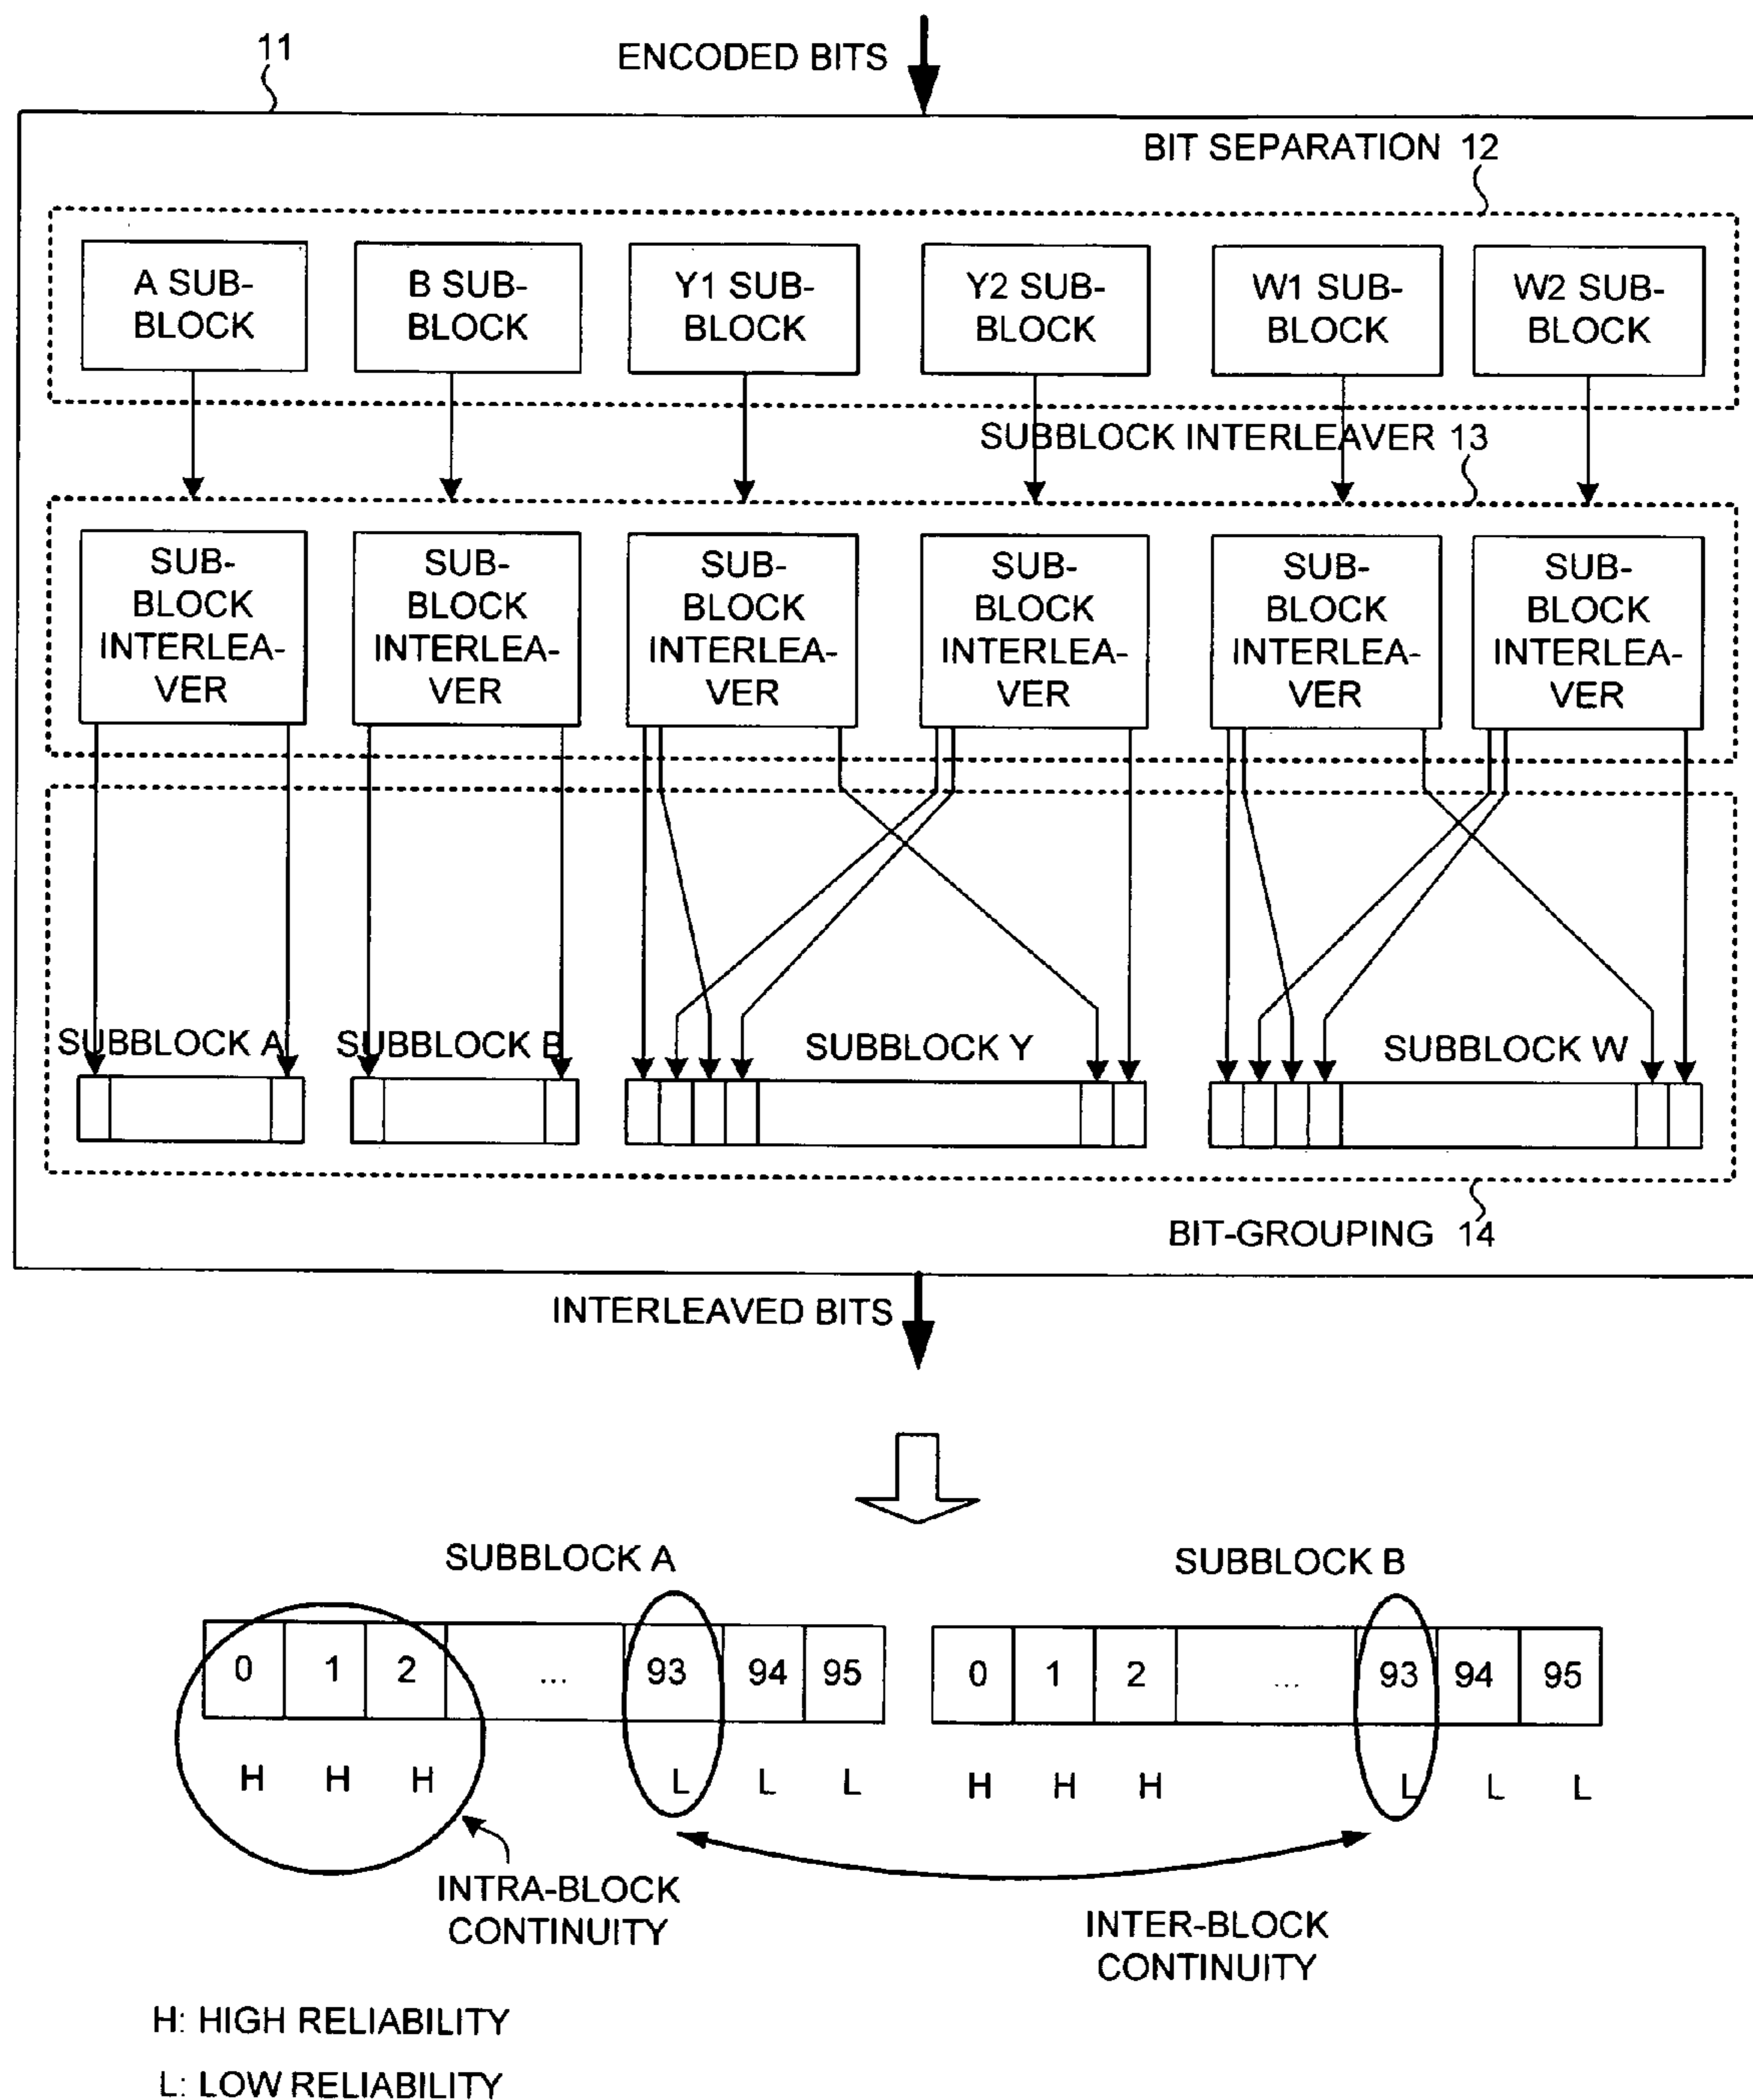 11
ENCODED BITS
BIT SEPARATION 12
A SUB-
BLOCK
B SUB-
BLOCK
Y1 SUB-
BLOCK
Y2 SUB-
BLOCK
W1 SUB-
BLOCK
W2 SUB-
BLOCK
SUBBLOCK INTERLEAVER 13
SUB-
BLOCK
INTERLEA-
VER
SUB-
BLOCK
INTERLEA-
VER
SUB-
BLOCK
INTERLEA-
VER
SUB-
BLOCK
INTERLEA-
VER
SUB-
BLOCK
INTERLEA-
VER
SUB-
BLOCK
INTERLEA-
VER
SUBBLOCK A
SUBBLOCK B
SUBBLOCK Y
SUBBLOCK W
BIT-GROUPING 14
INTERLEAVED BITS
SUBBLOCK A
SUBBLOCK B
0 1 2 ... 93 94 95
0 1 2 ... 93 94 95
H H H L L L
H H H L L L
INTRA-BLOCK
CONTINUITY
INTER-BLOCK
CONTINUITY
H: HIGH RELIABILITY
L: LOW RELIABILITY